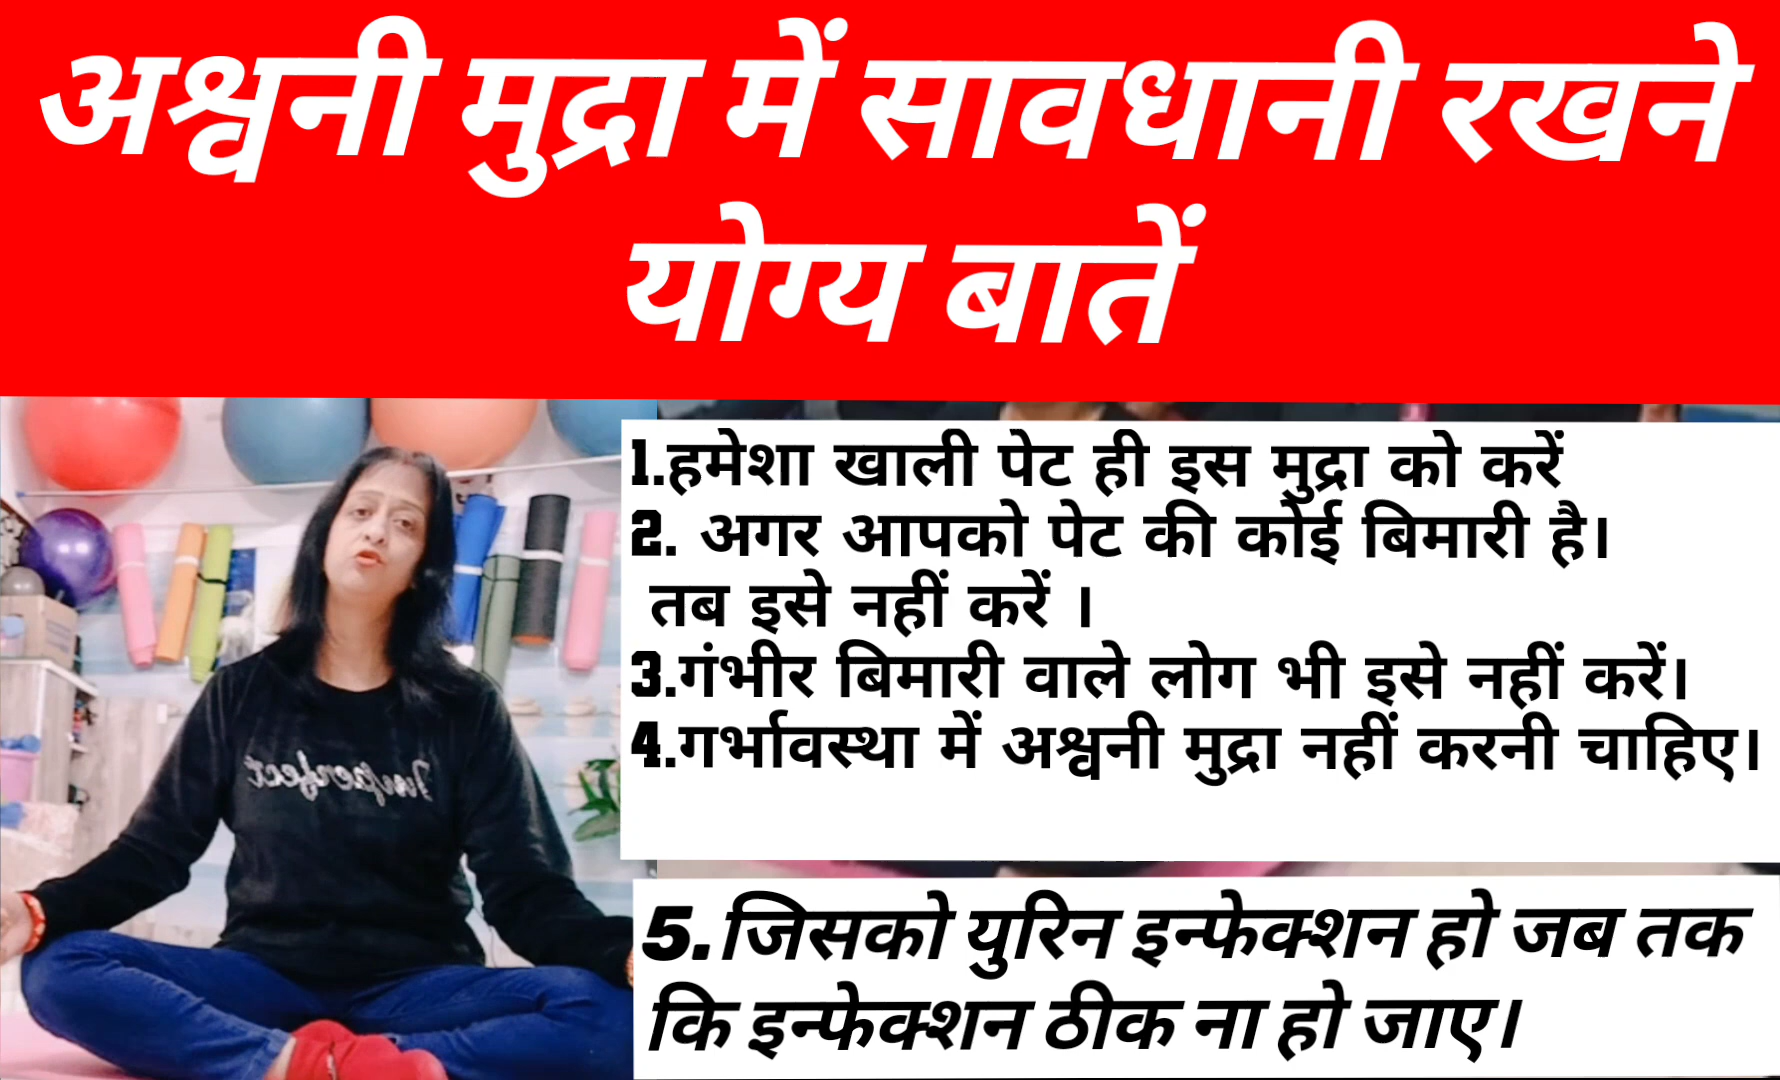 अश्वनी मुद्रा में सावधानी रखने
योग्य बातें
1.हमेशा खाली पेट ही इस मुद्रा को करें
2. अगर आपको पेट की कोई बिमारी है।
तब इसे नहीं करें ।
3.गंभीर बिमारी वाले लोग भी इसे नहीं करें।
4.गर्भावस्था में अश्वनी मुद्रा नहीं करनी चाहिए।
Imperfect
5.जिसको युरिन इन्फेक्शन हो जब तक
कि इन्फेक्शन ठीक ना हो जाए।